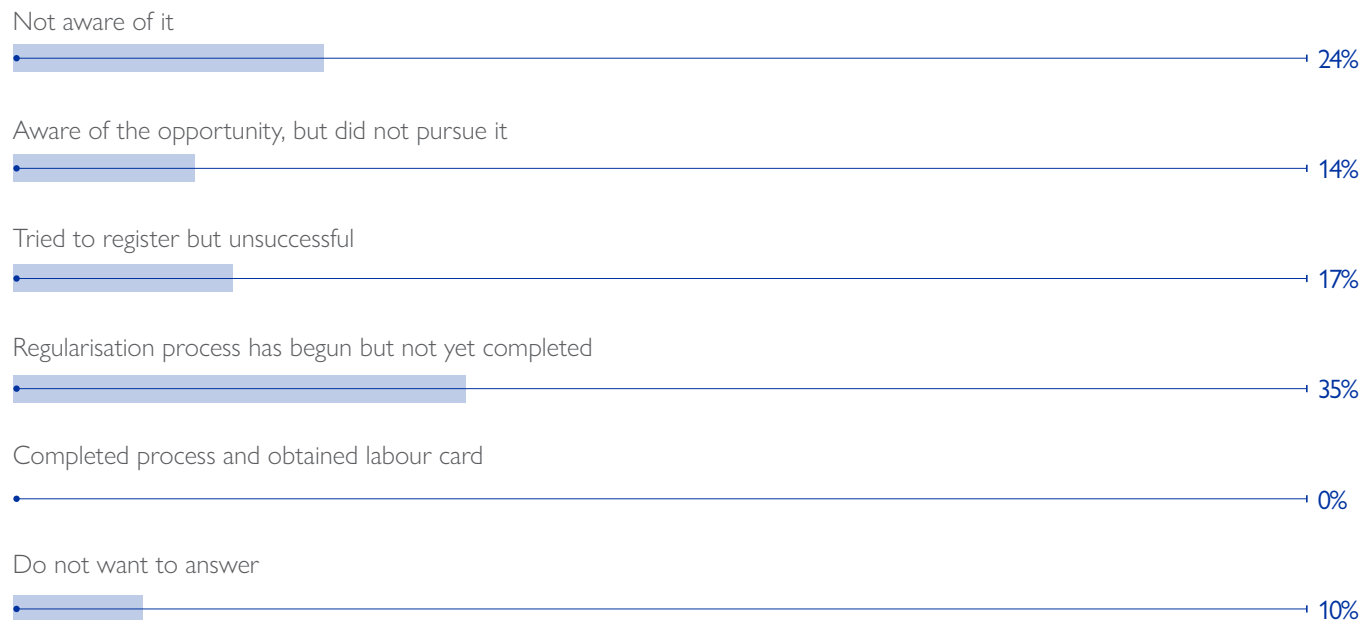 Not aware of it
24%
Aware of the opportunity, but did not pursue it
14%
Tried to register but unsuccessful
17%
Regularisation process has begun but not yet completed
35%
Completed process and obtained labour card
0%
Do not want to answer
10%